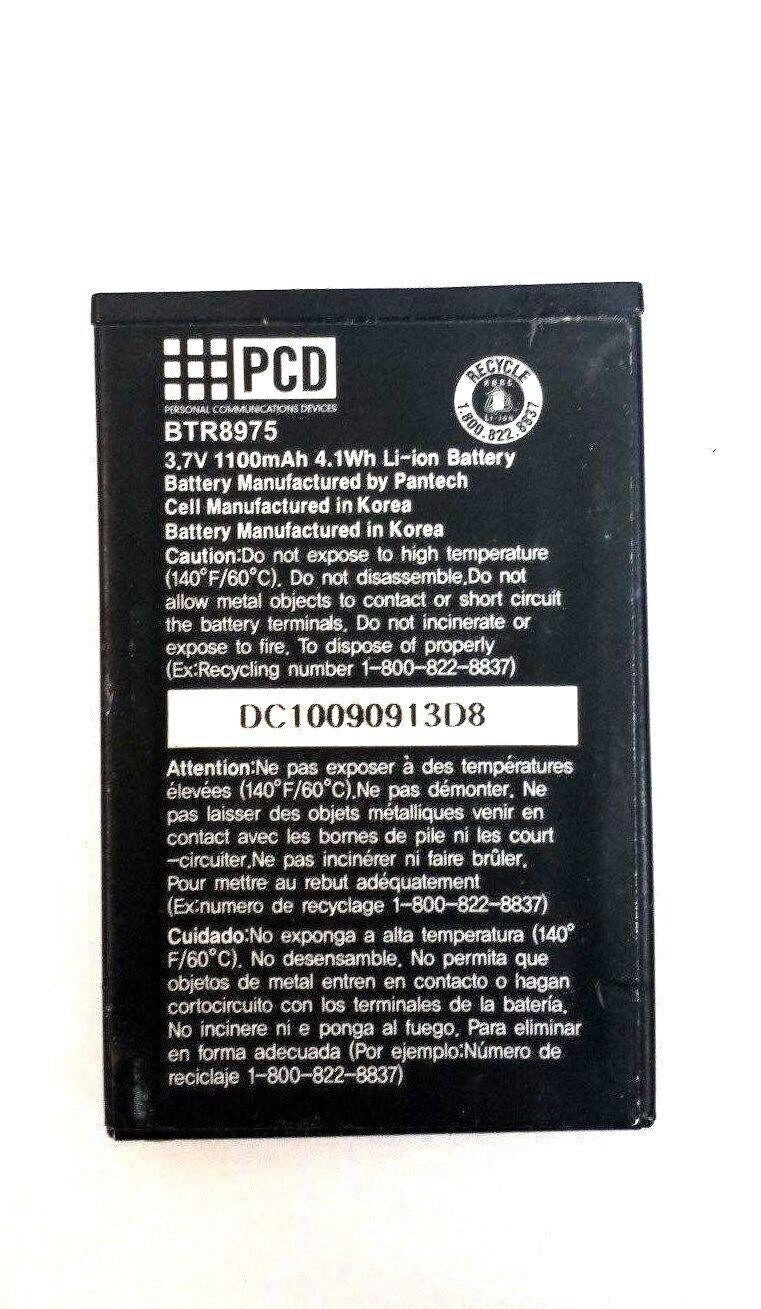 PCD
PERSONAL COMMUNICATIONS DEVICES
RECYCLE
RBRC
Li-ion
1.800.822.8837
BTR8975
3.7V 1100mAh 4.1Wh Li-ion Battery
Battery Manufactured by Pantech
Cell Manufactured in Korea
Battery Manufactured in Korea
Caution:Do not expose to high temperature
(140°F/60°C). Do not disassemble.Do not
allow metal objects to contact or short circuit
the battery terminals. Do not incinerate or
expose to fire. To dispose of properly
(Ex:Recycling number 1-800-822-8837)
DC10090913D8
Attention:Ne pas exposer à des températures
élevées (140°F/60°C).Ne pas démonter. Ne
pas laisser des objets métalliques venir en
contact avec les bornes de pile ni les court
-circuiter.Ne pas incinérer ni faire brûler.
Pour mettre au rebut adéquatement
(Ex:numero de recyclage 1-800-822-8837)
Cuidado:No exponga a alta temperatura (140°
F/60°C). No desensamble. No permita que
objetos de metal entren en contacto o hagan
cortocircuito con los terminales de la batería.
No incinere ni e ponga al fuego. Para eliminar
en forma adecuada (Por ejemplo:Número de
reciclaje 1-800-822-8837)